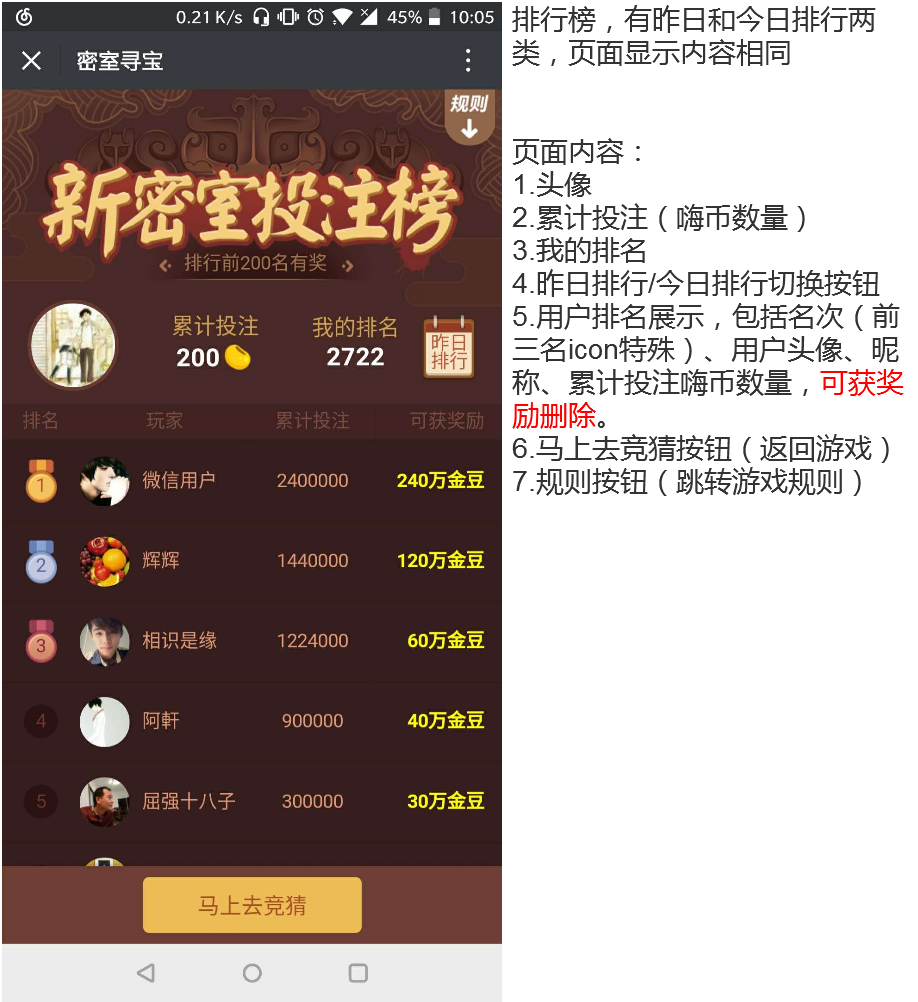 0.21 K/s 45% 10:05
密室寻宝
规则
新密室投注榜
排行前200名有奖
累计投注 我的排名
200 2722
昨日
排行
排名 玩家 累计投注 可获奖励
1 微信用户 2400000 240万金豆
2 辉辉 1440000 120万金豆
3 相识是缘 1224000 60万金豆
4 阿軒 900000 40万金豆
5 屈强十八子 300000 30万金豆
马上去竞猜
排行榜，有昨日和今日排行两
类，页面显示内容相同
页面内容：
1.头像
2.累计投注（嗨币数量）
3.我的排名
4.昨日排行/今日排行切换按钮
5.用户排名展示，包括名次（前
三名icon特殊）、用户头像、昵
称、累计投注嗨币数量，可获奖
励删除。
6.马上去竞猜按钮（返回游戏）
7.规则按钮（跳转游戏规则）